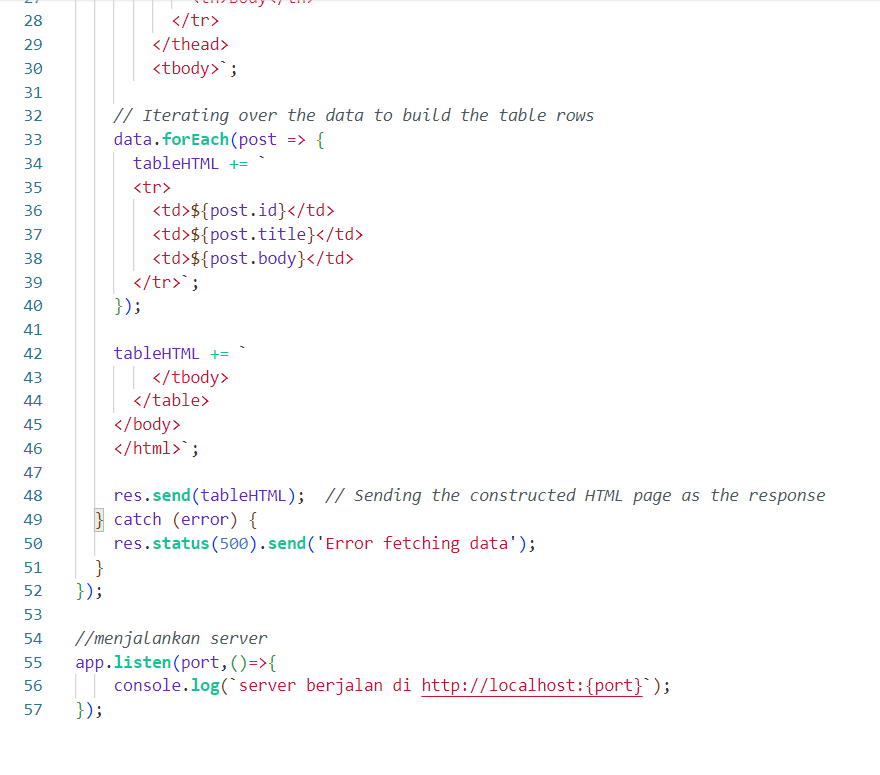 27 <th>Body</th>
28 </tr>
29 </thead>
30 <tbody>`;
31
32 // Iterating over the data to build the table rows
33 data.forEach(post => {
34 tableHTML += `
35 <tr>
36 <td>${post.id}</td>
37 <td>${post.title}</td>
38 <td>${post.body}</td>
39 </tr>`;
40 });
41
42 tableHTML += `
43 </tbody>
44 </table>
45 </body>
46 </html>`;
47
48 res.send(tableHTML);  // Sending the constructed HTML page as the response
49 } catch (error) {
50 res.status(500).send('Error fetching data');
51 }
52 });
53
54 //menjalankan server
55 app.listen(port,()=>{
56 console.log(`server berjalan di http://localhost:{port}`);
57 });